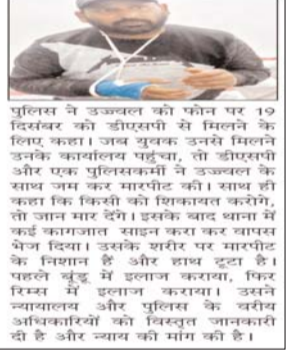 पुलिस ने उज्ज्वल को फोन पर 19
दिसंबर को डीएसपी से मिलने के
लिए कहा। जब युवक उनसे मिलने
उनके कार्यालय पहुंचा, तो डीएसपी
और एक पुलिसकर्मी ने उज्ज्वल के
साथ जम कर मारपीट की। साथ ही
कहा कि किसी को शिकायत करोगे,
तो जान मार देंगे। इसके बाद थाना में
कई कागजात साइन करा कर वापस
भेज दिया। उसके शरीर पर मारपीट
के निशान हैं और हाथ टूटा है।
पहले बुंडू में इलाज कराया, फिर
रिम्स में इलाज कराया। उसने
न्यायालय और पुलिस के वरीय
अधिकारियों को विस्तृत जानकारी
दी है और न्याय की मांग की है।